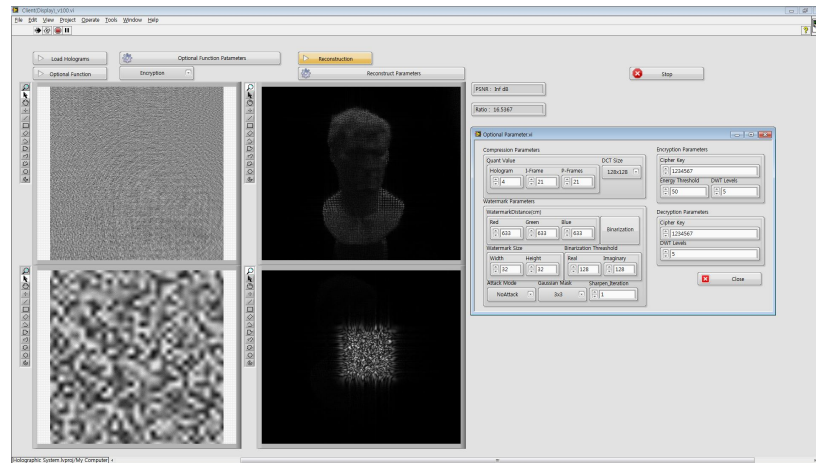 Client(Display)_v100.vi
File Edit View Project Operate Tools Window Help
Load Holograms
Optional Function Patameters
Reconstruction
Optional Function
Encryption
Reconstruct Parameters
Stop
PSNR : Inf dB
Ratio : 16.5367
Optional Parameter.vi
Compression Parameters
Quant Value
DCT Size
Hologram I-Frame P-Frames
4 21 21
128x128
Watermark Parameters
WatermarkDistance(cm)
Red Green Blue
633 633 633
Binarization
Watermark Size
Binarization Threashold
Width Height
Real Imaginary
32 32
128 128
Attack Mode Gaussian Mask Sharpen_Iteration
NoAttack 3x3 1
Encryption Parameters
Cipher Key
1234567
Energy Threshold DWT Levels
50 5
Decryption Parameters
Cipher Key
1234567
DWT Levels
5
Close
Holographic System.lvproj/My Computer